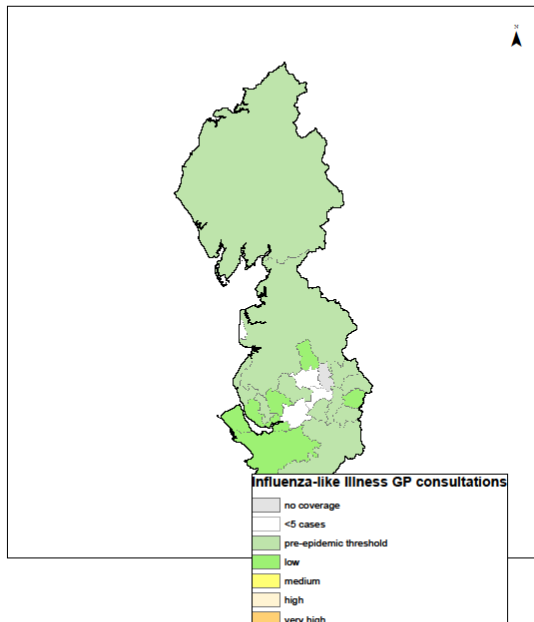 N
Influenza-like Illness GP consultations
no coverage
<5 cases
pre-epidemic threshold
low
medium
high
very high